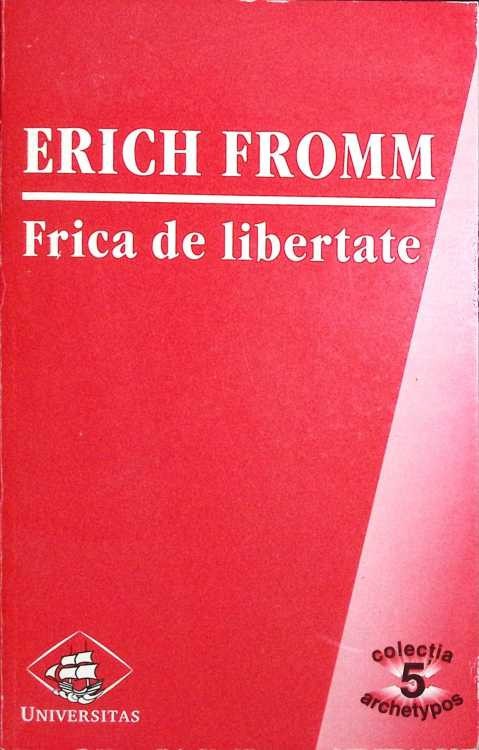 ERICH FROMM
Frica de libertate
UNIVERSITAS
colecția
5
archetypos